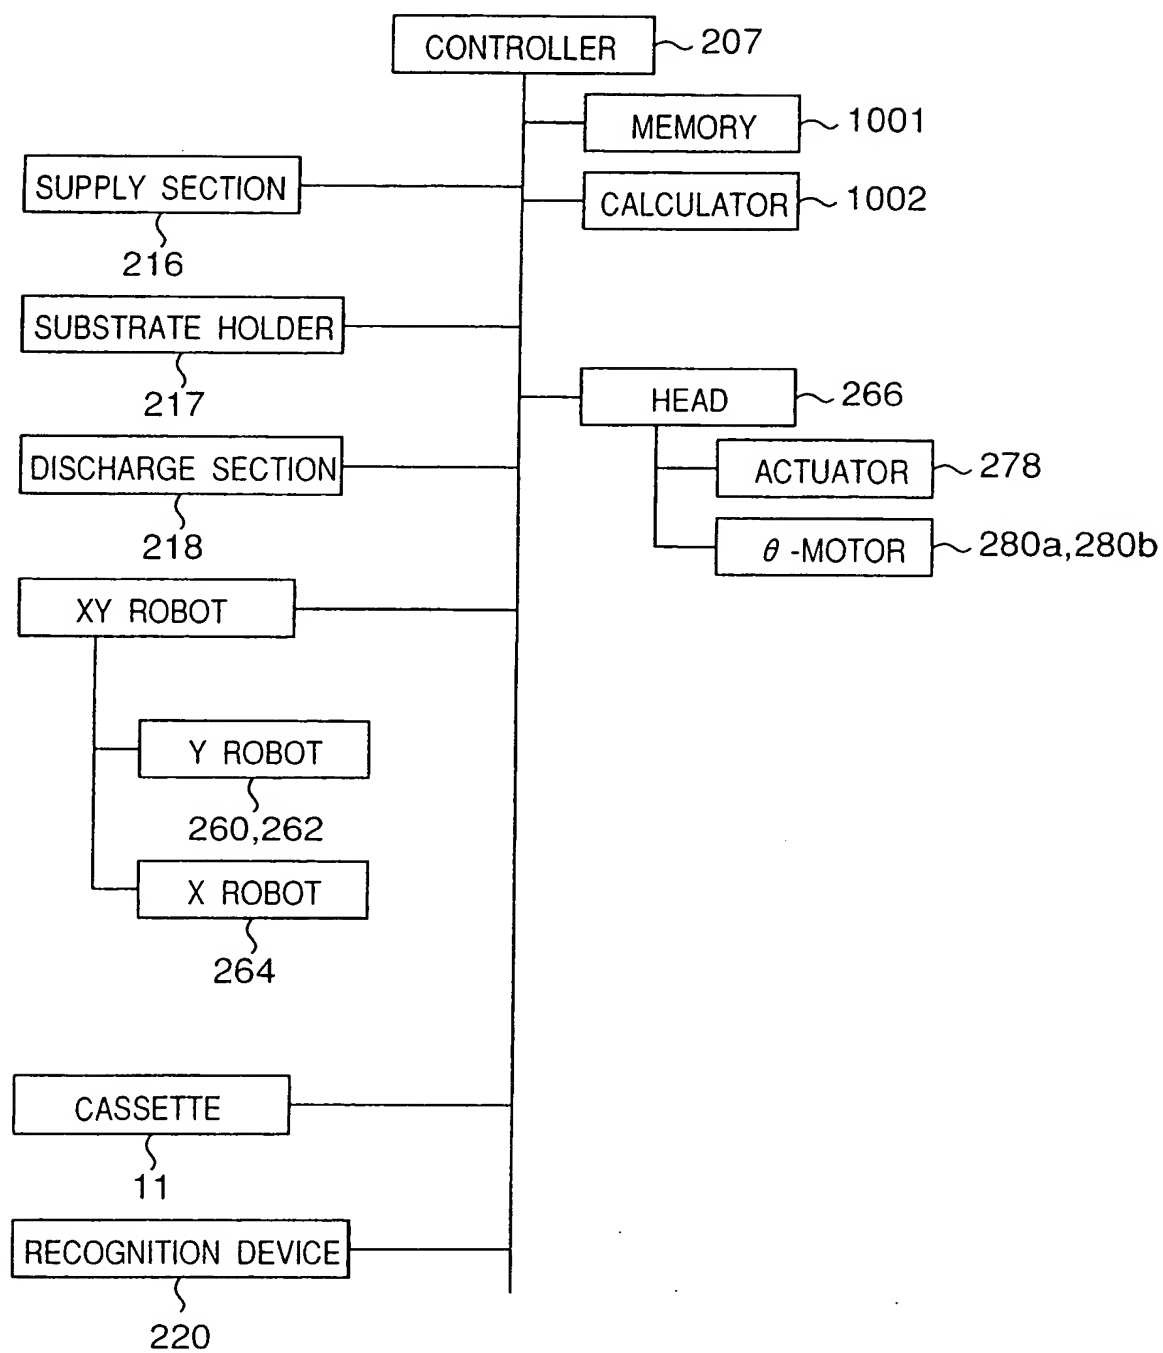 CONTROLLER 207
MEMORY 1001
SUPPLY SECTION
CALCULATOR 1002
216
SUBSTRATE HOLDER
217
HEAD 266
DISCHARGE SECTION
ACTUATOR 278
218
θ-MOTOR 280a,280b
XY ROBOT
Y ROBOT
260,262
X ROBOT
264
CASSETTE
11
RECOGNITION DEVICE
220